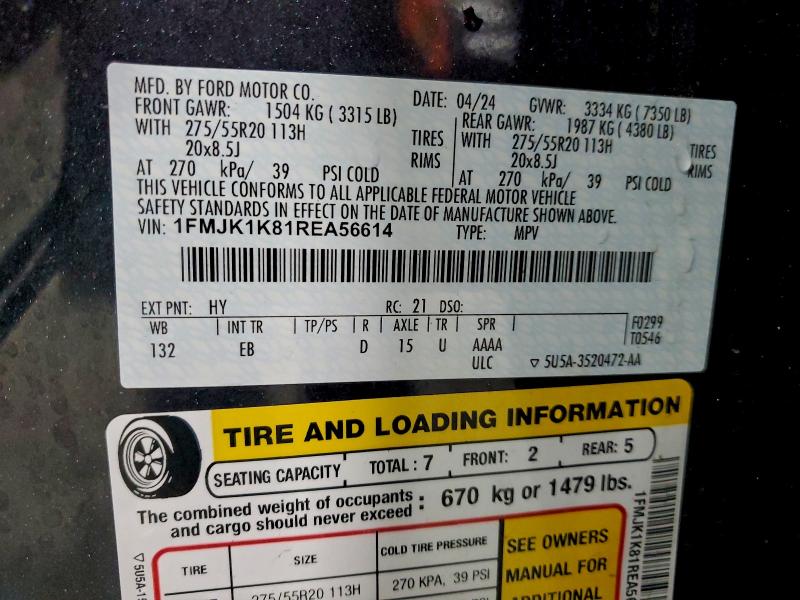 MFD. BY FORD MOTOR CO.
DATE: 04/24 GVWR: 3334 KG ( 7350 LB)
FRONT GAWR: 1504 KG ( 3315 LB) REAR GAWR: 1987 KG ( 4380 LB)
WITH 275/55R20 113H TIRES WITH 275/55R20 113H TIRES
20x8.5J RIMS 20x8.5J RIMS
AT 270 kPa/ 39 PSI COLD AT 270 kPa/ 39 PSI COLD
THIS VEHICLE CONFORMS TO ALL APPLICABLE FEDERAL MOTOR VEHICLE
SAFETY STANDARDS IN EFFECT ON THE DATE OF MANUFACTURE SHOWN ABOVE.
VIN: 1FMJK1K81REA56614 TYPE: MPV
EXT PNT: HY RC: 21 DSO:
WB INT TR TP/PS R AXLE TR SPR F0299
132 EB D 15 U AAAA T0546
ULC 5U5A-3520472-AA
TIRE AND LOADING INFORMATION
SEATING CAPACITY TOTAL : 7 FRONT: 2 REAR: 5
The combined weight of occupants
and cargo should never exceed : 670 kg or 1479 lbs.
TIRE SIZE COLD TIRE PRESSURE SEE OWNERS
275/55R20 113H 270 KPA, 39 PSI MANUAL FOR
ADDITIONAL